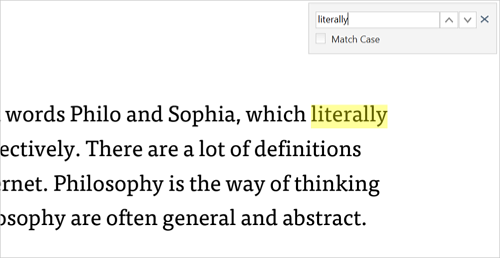 literally
Match Case
words Philo and Sophia, which literally
ectively. There are a lot of definitions
ernet. Philosophy is the way of thinking
osophy are often general and abstract.